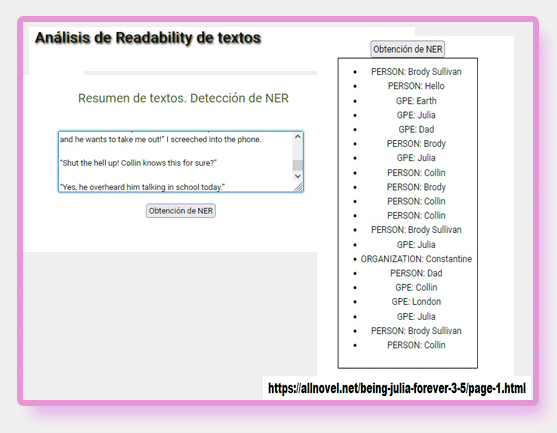 Análisis de Readability de textos
Resumen de textos. Detección de NER
and he wants to take me out!” I screeched into the phone.
“Shut the hell up! Collin knows this for sure?”
“Yes, he overheard him talking in school today.”
Obtención de NER
Obtención de NER
• PERSON: Brody Sullivan
• PERSON: Hello
• GPE: Earth
• GPE: Julia
• GPE: Dad
• PERSON: Brody
• GPE: Julia
• PERSON: Collin
• PERSON: Brody
• PERSON: Collin
• PERSON: Collin
• PERSON: Brody Sullivan
• GPE: Julia
• ORGANIZATION: Constantine
• PERSON: Dad
• GPE: Collin
• GPE: London
• GPE: Julia
• PERSON: Brody Sullivan
• PERSON: Collin
https://allnovel.net/being-julia-forever-3-5/page-1.html